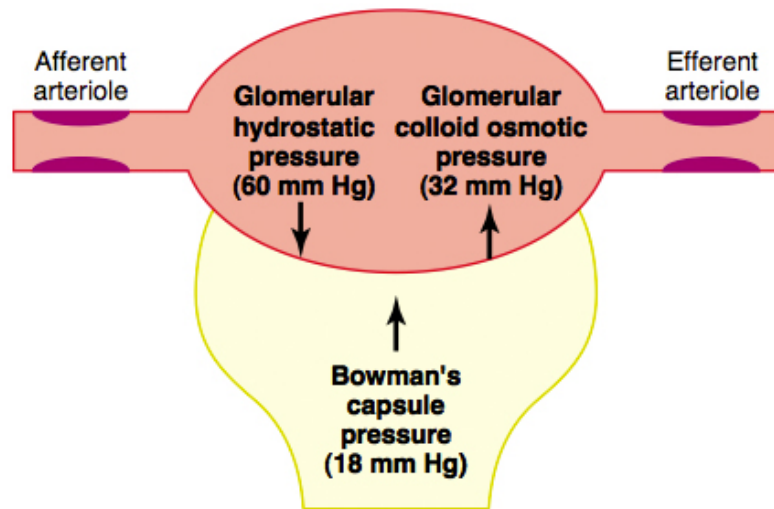 Afferent
arteriole
Efferent
arteriole
Glomerular
hydrostatic
pressure
(60 mm Hg)
Glomerular
colloid osmotic
pressure
(32 mm Hg)
Bowman's
capsule
pressure
(18 mm Hg)